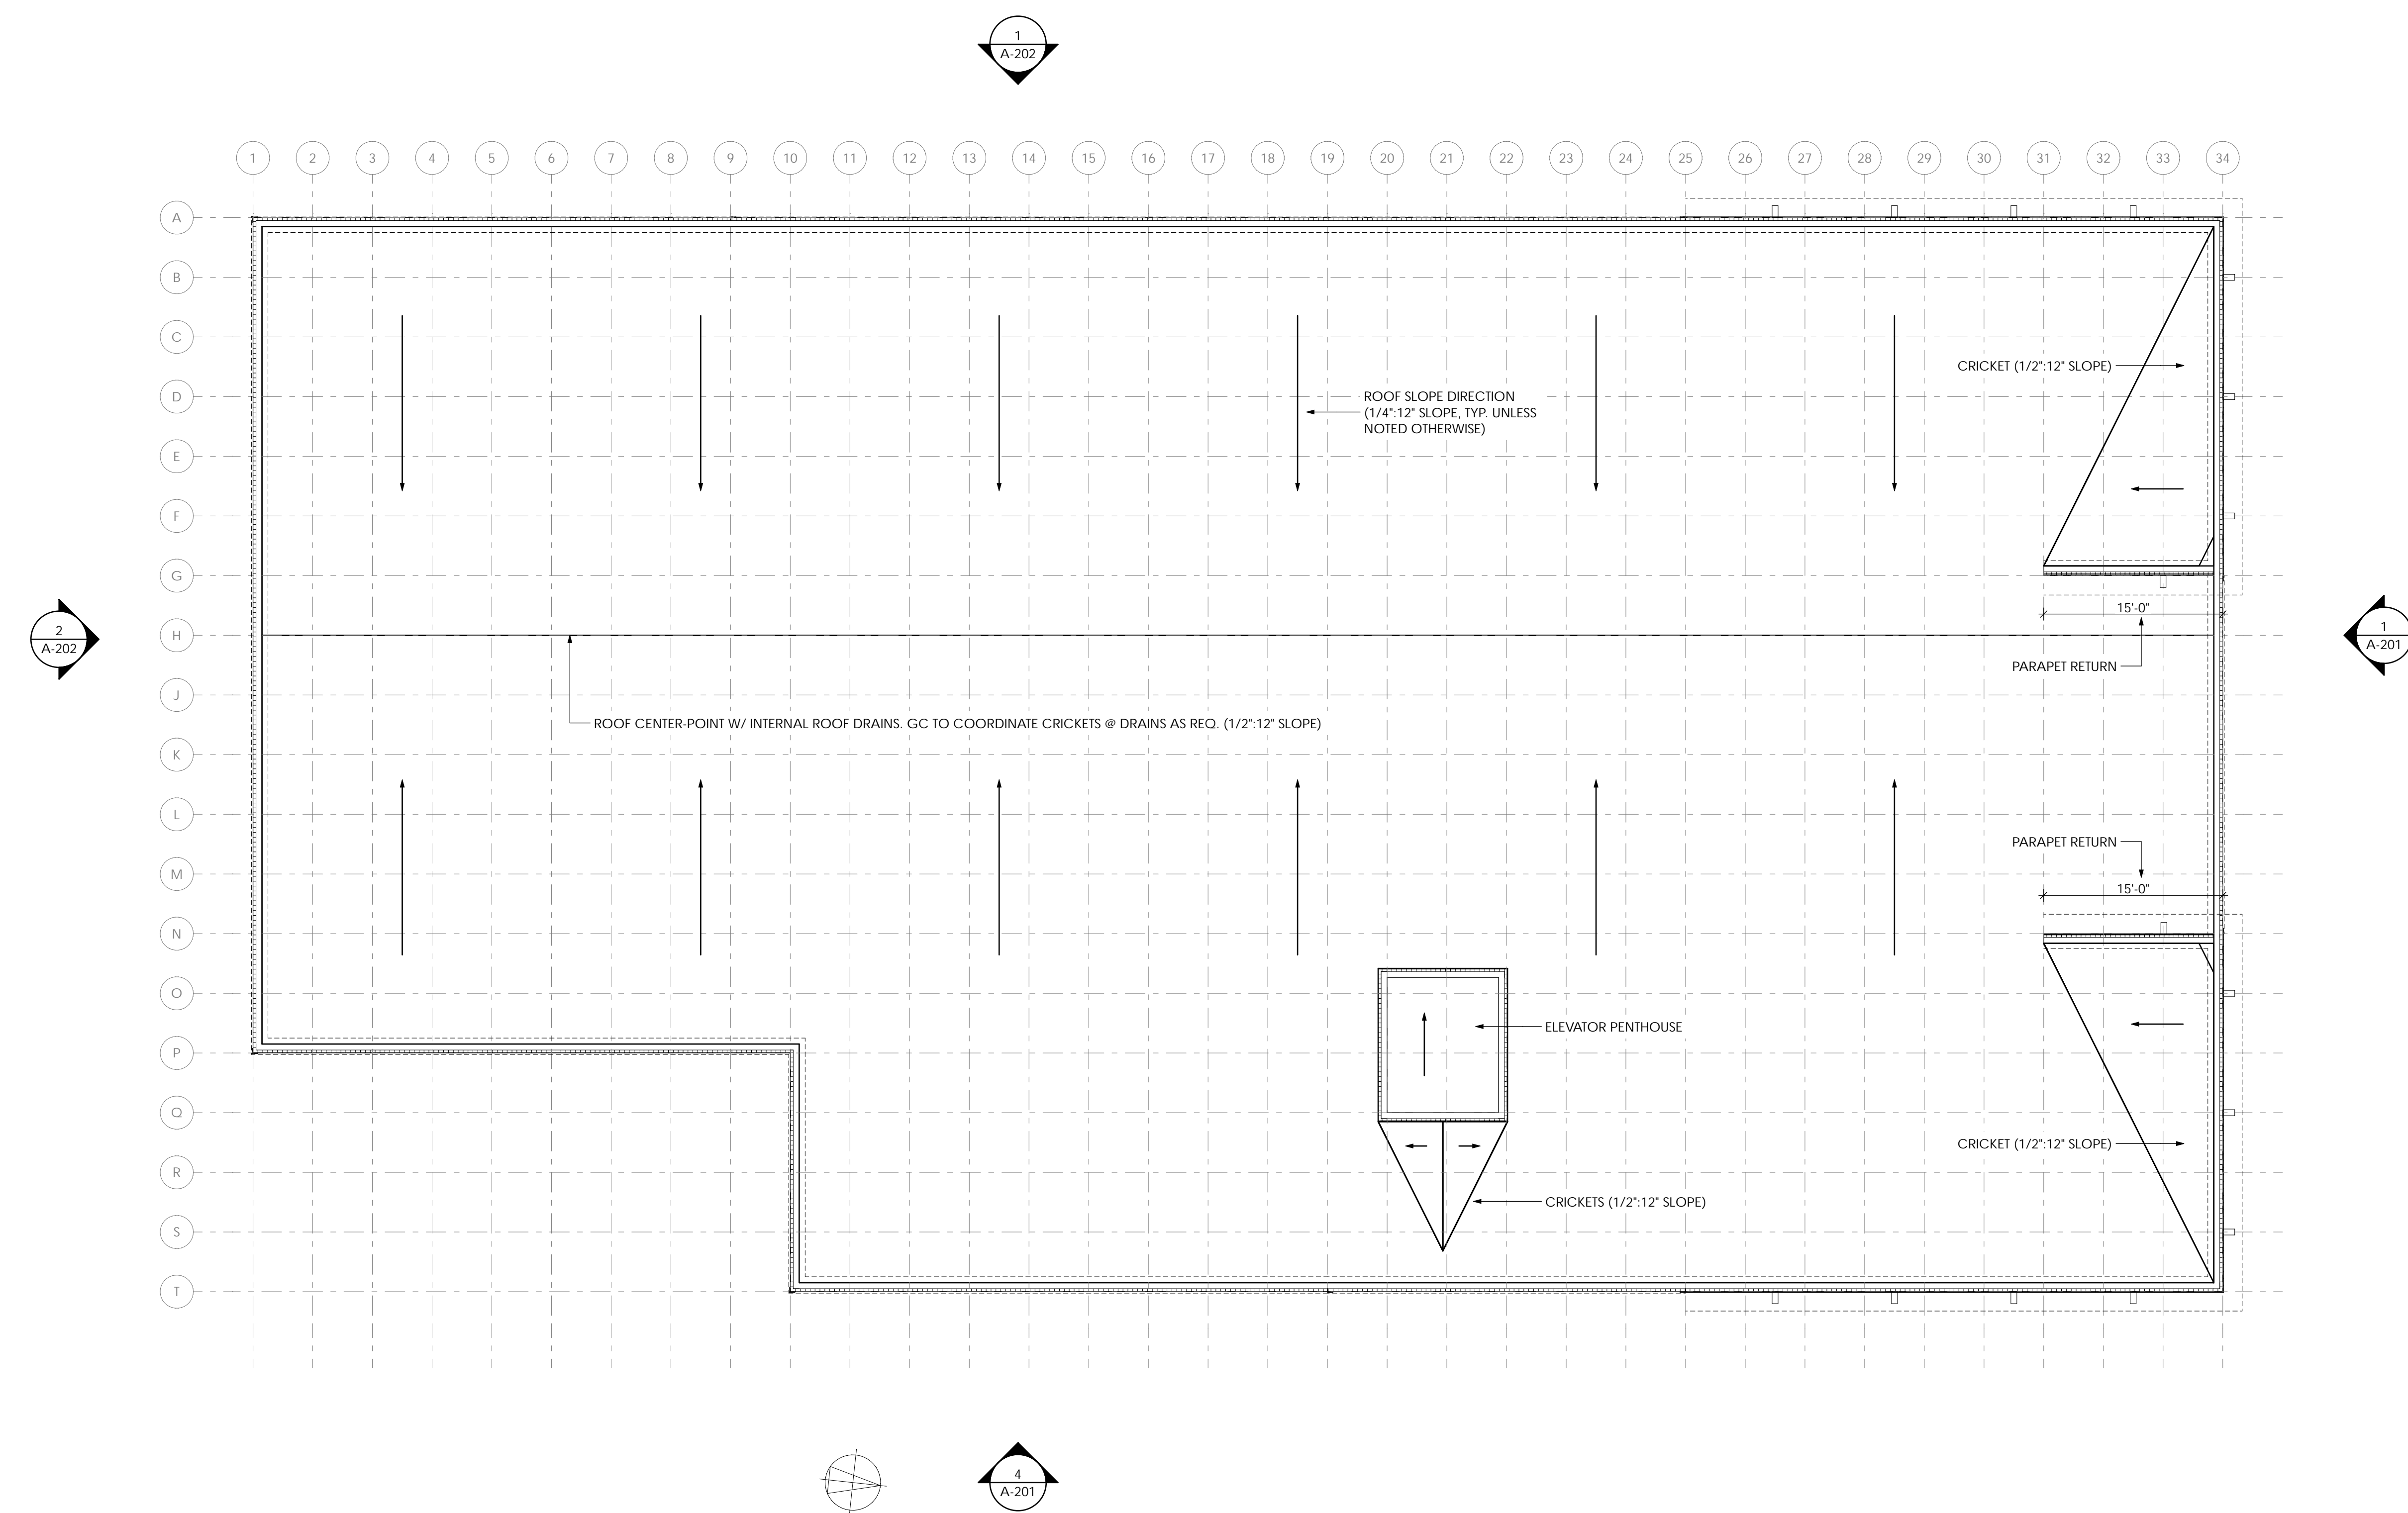 1
A-202
1 2 3 4 5 6 7 8 9 10 11 12 13 14 15 16 17 18 19 20 21 22 23 24 25 26 27 28 29 30 31 32 33 34
A
B
C
CRICKET (1/2":12" SLOPE)
D
ROOF SLOPE DIRECTION
(1/4":12" SLOPE, TYP. UNLESS
NOTED OTHERWISE)
E
F
G
15'-0"
2
A-202
H
1
A-201
PARAPET RETURN
J
ROOF CENTER-POINT W/ INTERNAL ROOF DRAINS. GC TO COORDINATE CRICKETS @ DRAINS AS REQ. (1/2":12" SLOPE)
K
L
PARAPET RETURN
M
15'-0"
N
O
ELEVATOR PENTHOUSE
P
Q
CRICKET (1/2":12" SLOPE)
R
CRICKETS (1/2":12" SLOPE)
S
T
4
A-201